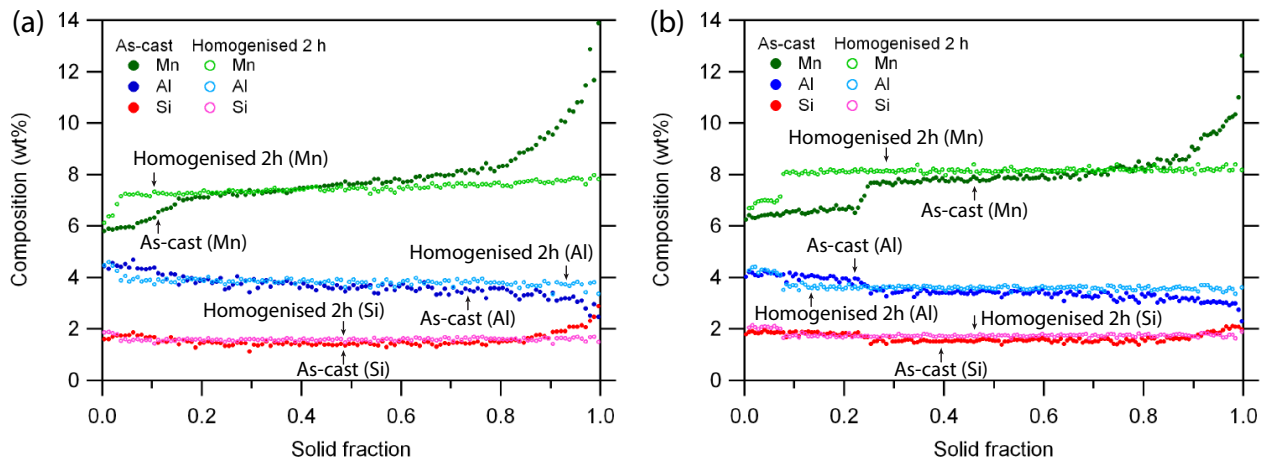 (a)
14
12
10
8
6
4
2
0
Composition (wt%)
As-cast Homogenised 2 h
Mn Mn
Al Al
Si Si
Homogenised 2h (Mn)
As-cast (Mn)
Homogenised 2h (Al)
Homogenised 2h (Si)
As-cast (Al)
As-cast (Si)
0.0 0.2 0.4 0.6 0.8 1.0
Solid fraction
(b)
14
12
10
8
6
4
2
0
Composition (wt%)
As-cast Homogenised 2 h
Mn Mn
Al Al
Si Si
Homogenised 2h (Mn)
As-cast (Mn)
As-cast (Al)
Homogenised 2h (Al)
Homogenised 2h (Si)
As-cast (Si)
0.0 0.2 0.4 0.6 0.8 1.0
Solid fraction